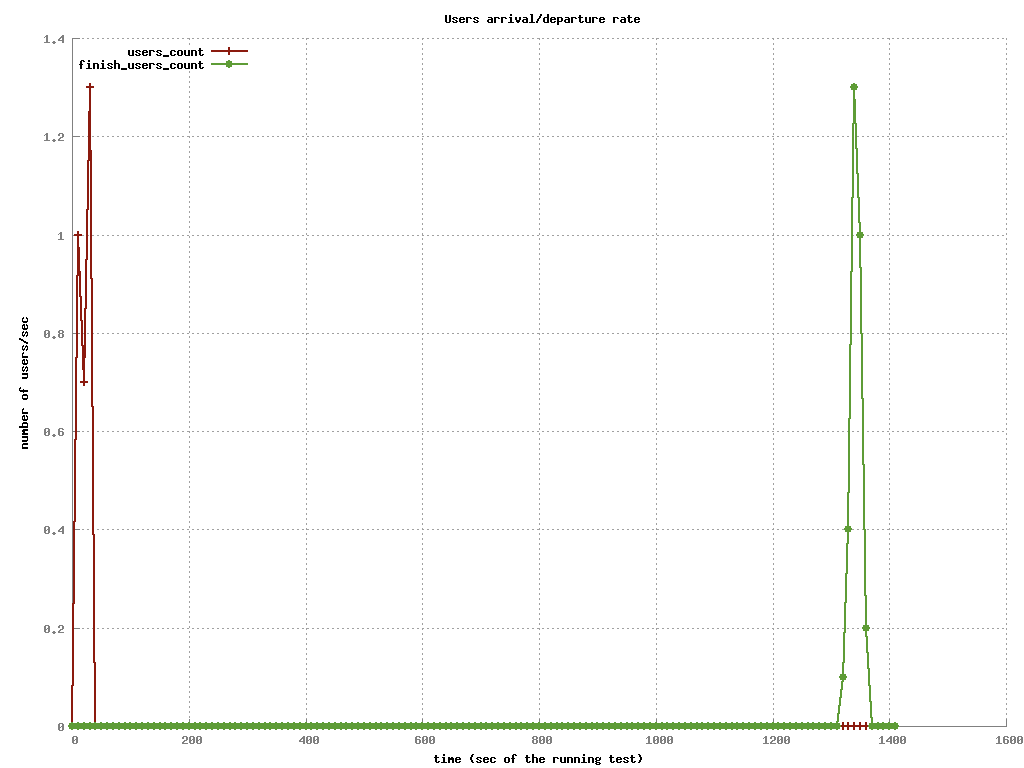 Users arrival/departure rate
users_count
finish_users_count
number of users/sec
1.4
1.2
1
0.8
0.6
0.4
0.2
0
0 200 400 600 800 1000 1200 1400 1600
time (sec of the running test)